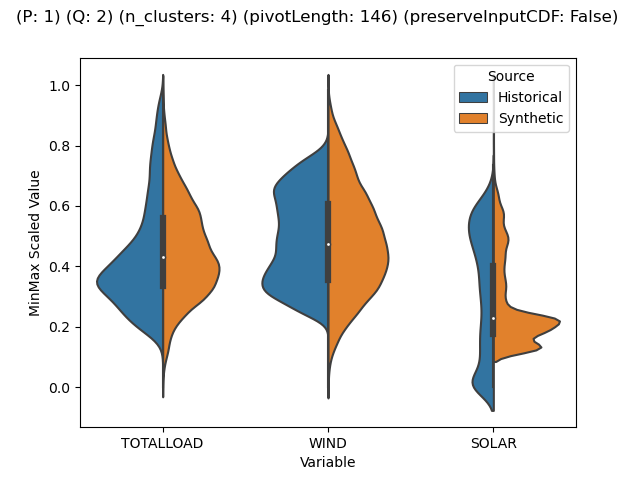 (P: 1) (Q: 2) (n_clusters: 4) (pivotLength: 146) (preserveInputCDF: False)
Source
Historical
Synthetic
1.0
0.8
0.6
0.4
0.2
0.0
MinMax Scaled Value
TOTALLOAD
WIND
SOLAR
Variable